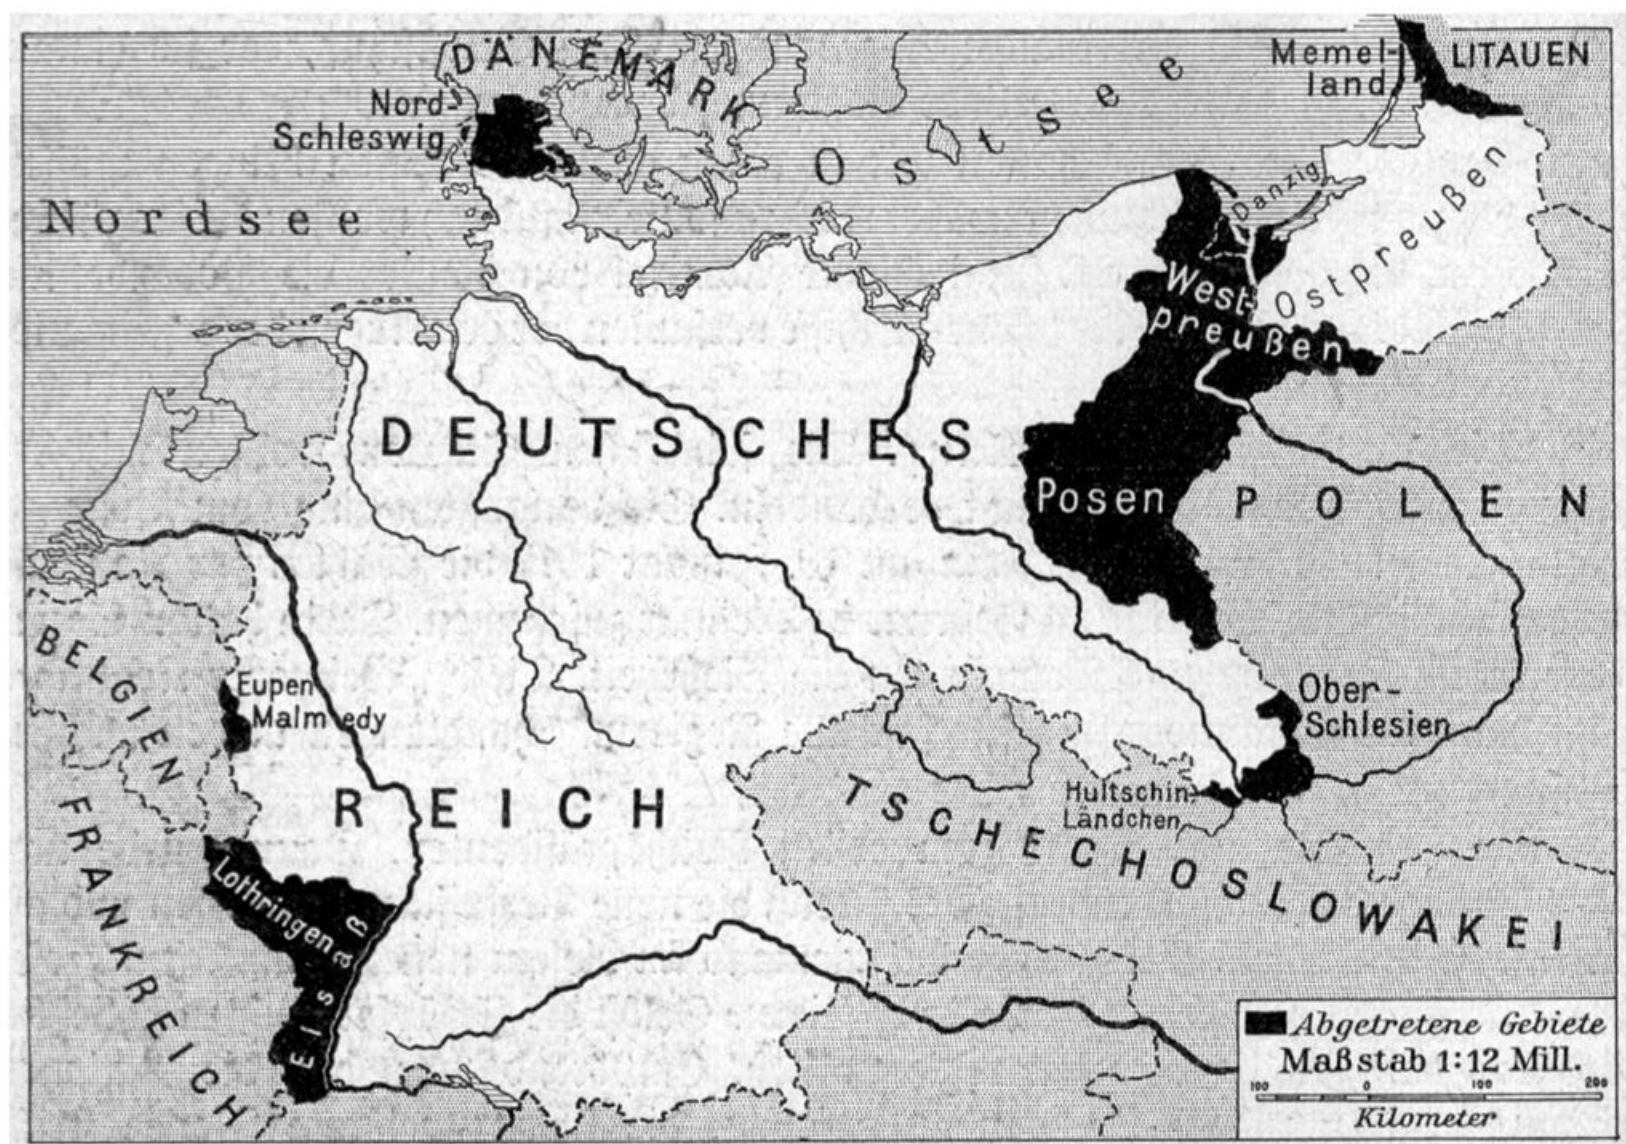 DÄNEMARK
Memel-
land
LITAUEN
Nord-
Schleswig
Ostsee
Nordsee
Danzig
Ostpreußen
West-
preußen
DEUTSCHES
Posen
POLEN
BELGIEN
Eupen
Malmedy
Ober-
Schlesien
REICH
Hultschin.
Ländchen
TSCHECHOSLOWAKEI
FRANKREICH
Lothringen
Elsaß
Abgetretene Gebiete
Maßstab 1:12 Mill.
100 0 100 200
Kilometer